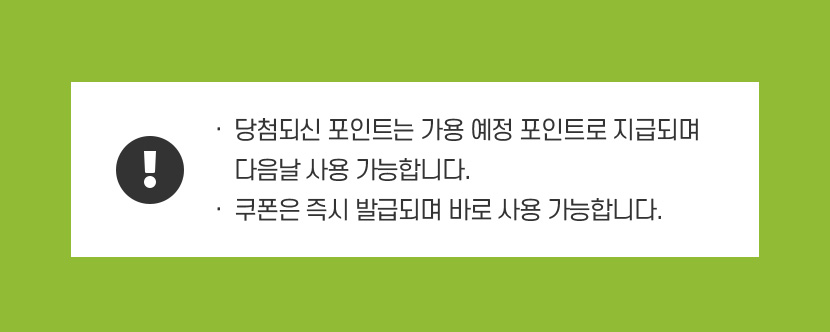 · 당첨되신 포인트는 가용 예정 포인트로 지급되며
다음날 사용 가능합니다.
· 쿠폰은 즉시 발급되며 바로 사용 가능합니다.